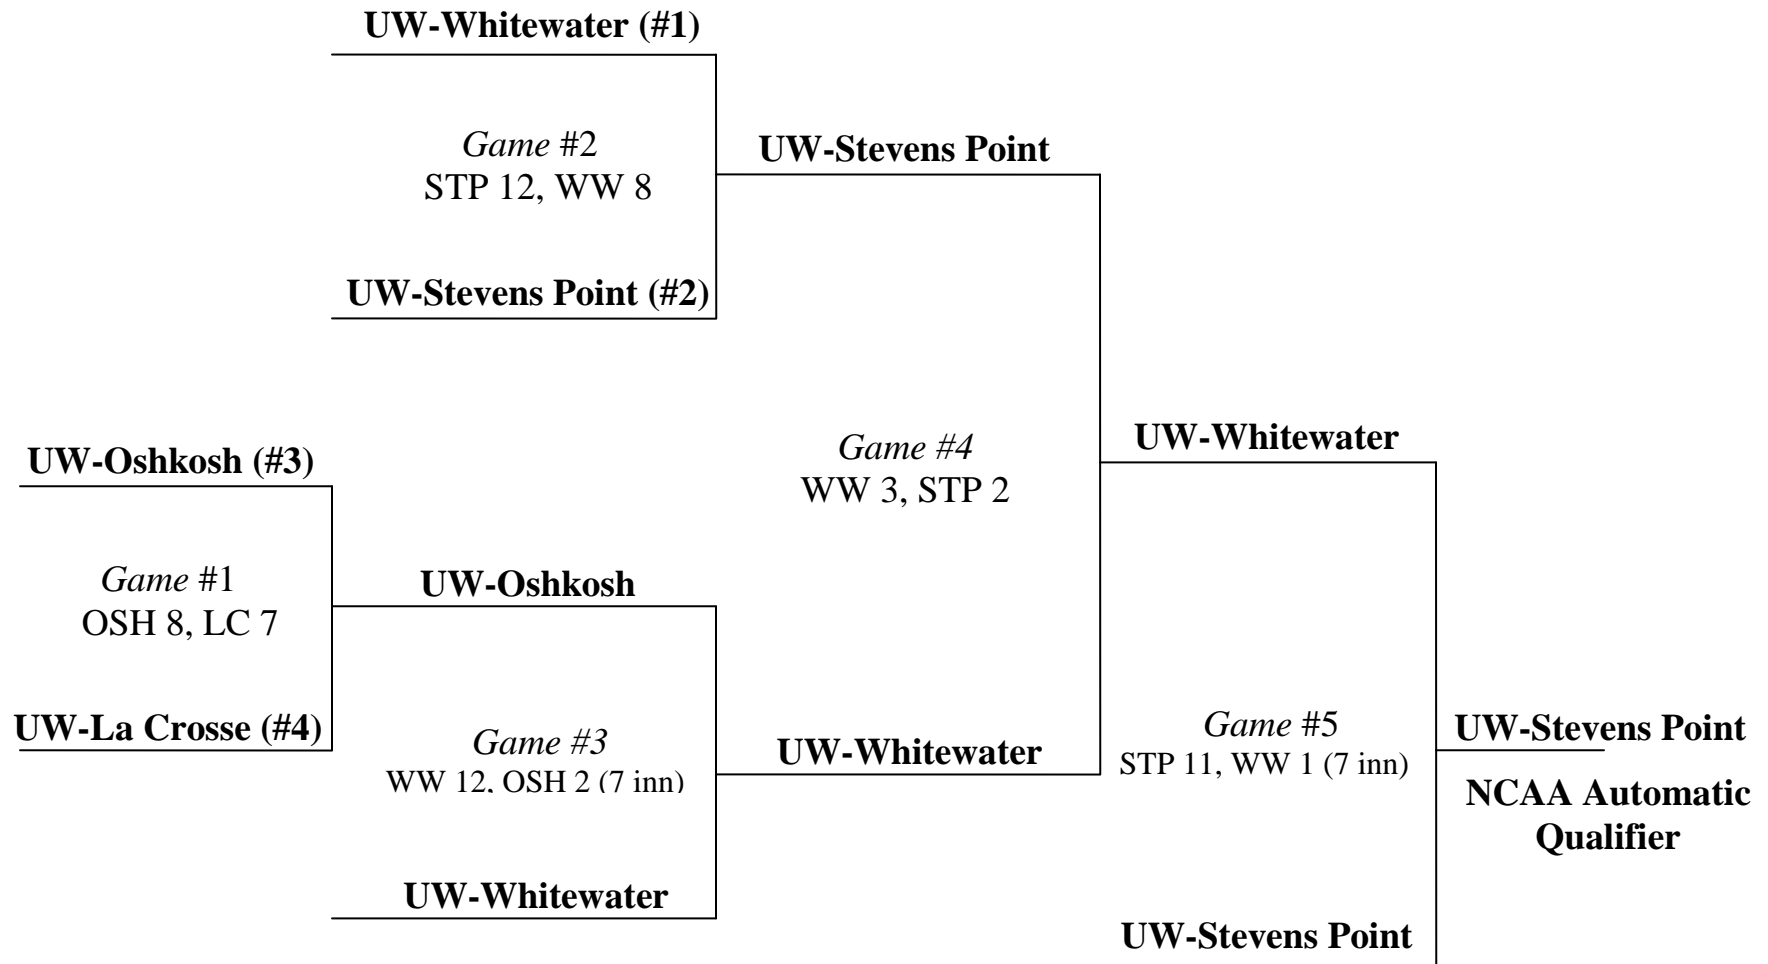 UW-Whitewater (#1)
Game #2
STP 12, WW 8
UW-Stevens Point
UW-Stevens Point (#2)
UW-Oshkosh (#3)
Game #4
WW 3, STP 2
UW-Whitewater
Game #1
OSH 8, LC 7
UW-Oshkosh
UW-La Crosse (#4)
Game #3
WW 12, OSH 2 (7 inn)
UW-Whitewater
Game #5
STP 11, WW 1 (7 inn)
UW-Stevens Point
NCAA Automatic
Qualifier
UW-Whitewater
UW-Stevens Point